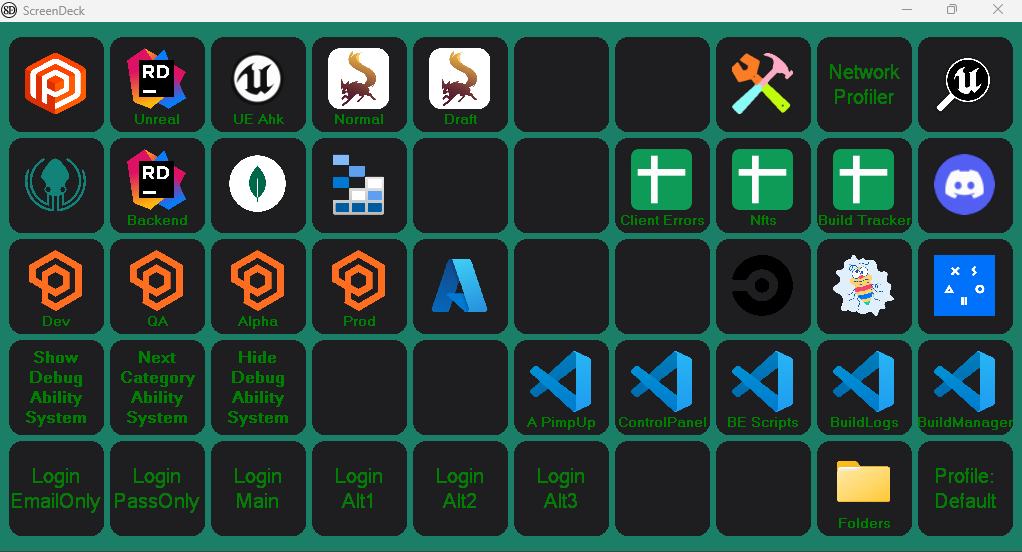 ScreenDeck
RD
Unreal
UE Ahk
Normal
Draft
Network
Profiler
RD
Backend
Client Errors
Nfts
Build Tracker
Dev
QA
Alpha
Prod
Show
Debug
Ability
System
Next
Category
Ability
System
Hide
Debug
Ability
System
A PimpUp
ControlPanel
BE Scripts
BuildLogs
BuildManager
Login
EmailOnly
Login
PassOnly
Login
Main
Login
Alt1
Login
Alt2
Login
Alt3
Folders
Profile:
Default